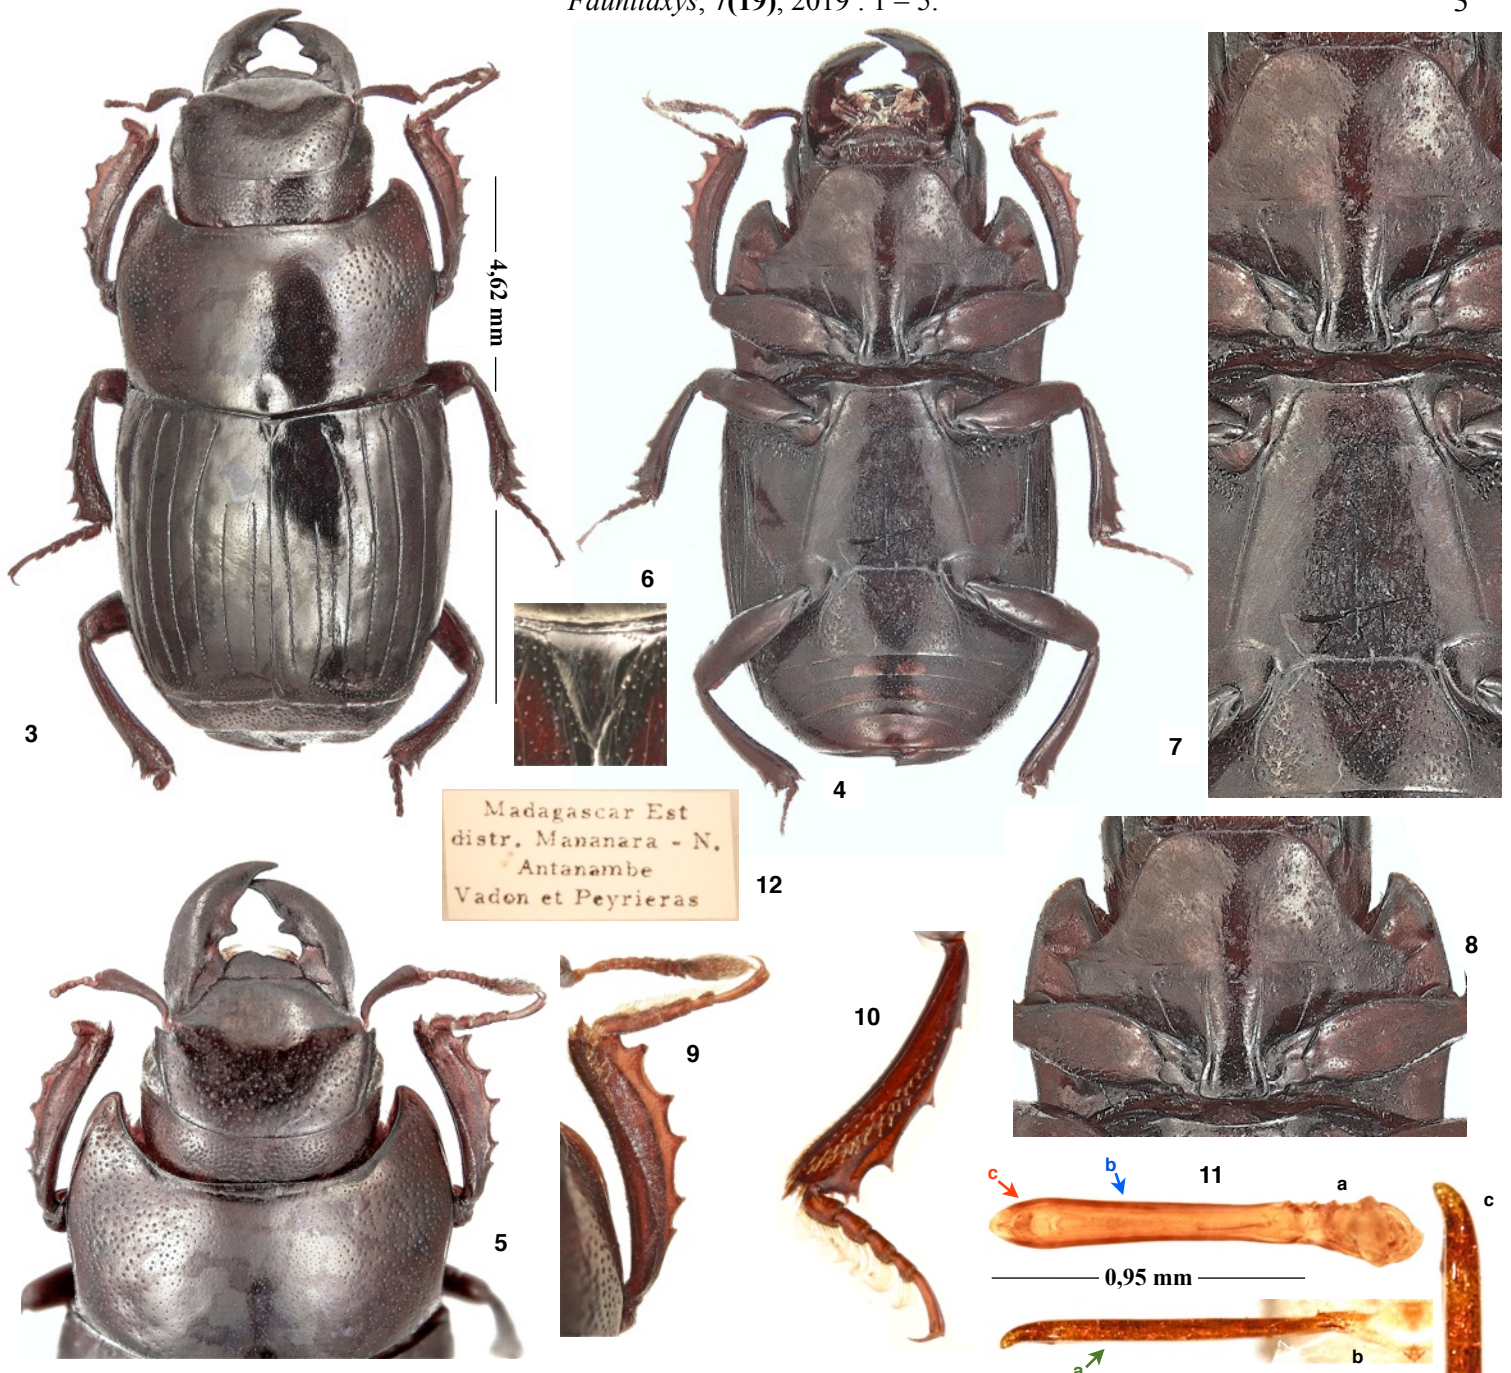 Faunitaxys, 7(19), 2019 : 1 – 5.
3
4,62 mm
6
3
7
4
Madagascar Est
distr. Mananara - N.
Antanambe
Vadon et Peyrieras
12
8
10
9
5
11
c
b
a
c
0,95 mm
b
a